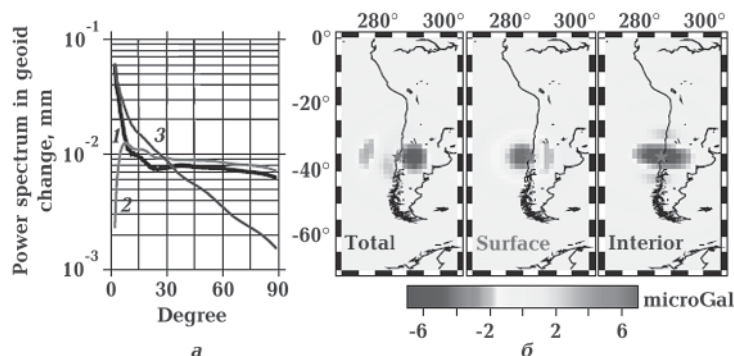 Power spectrum in geoid
change, mm
10-1
10-2
10-3
1
2
3
0 30 60 90
Degree
a
280° 300° 280° 300° 280° 300°
0°
-20°
-40°
-60°
Total
Surface
Interior
microGal
-6 -2 2 6
б